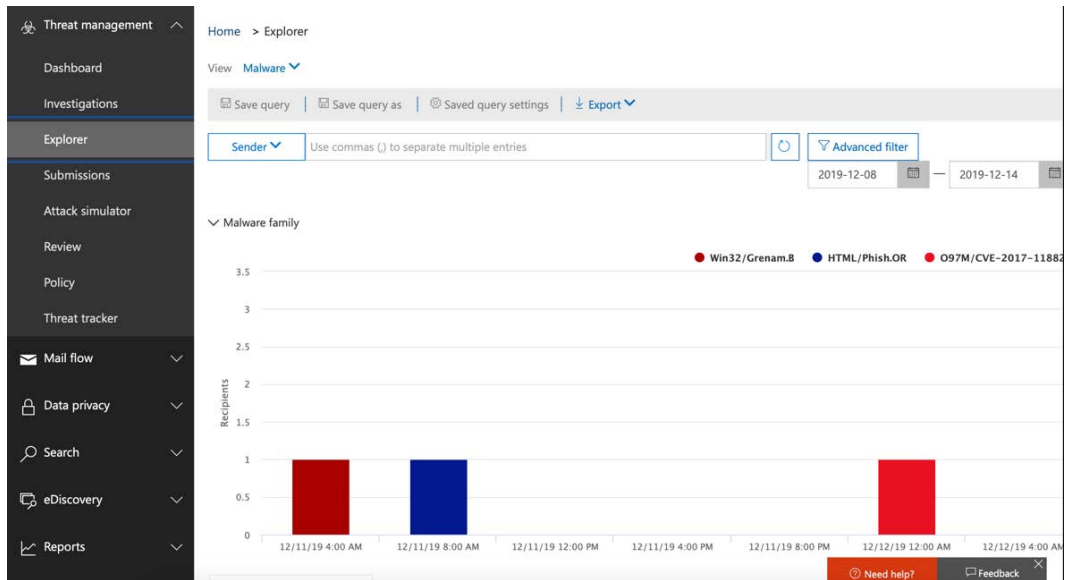 Threat management
Dashboard
Investigations
Explorer
Submissions
Attack simulator
Review
Policy
Threat tracker
Mail flow
Data privacy
Search
eDiscovery
Reports
Home > Explorer
View Malware
Save query | Save query as | Saved query settings | Export
Sender Use commas (,) to separate multiple entries Advanced filter
2019-12-08 — 2019-12-14
Malware family
Win32/Grenam.B HTML/Phish.OR O97M/CVE-2017-11882
Recipients
3.5
3
2.5
2
1.5
1
0.5
0
12/11/19 4:00 AM 12/11/19 8:00 AM 12/11/19 12:00 PM 12/11/19 4:00 PM 12/11/19 8:00 PM 12/12/19 12:00 AM 12/12/19 4:00 AM
Need help? Feedback